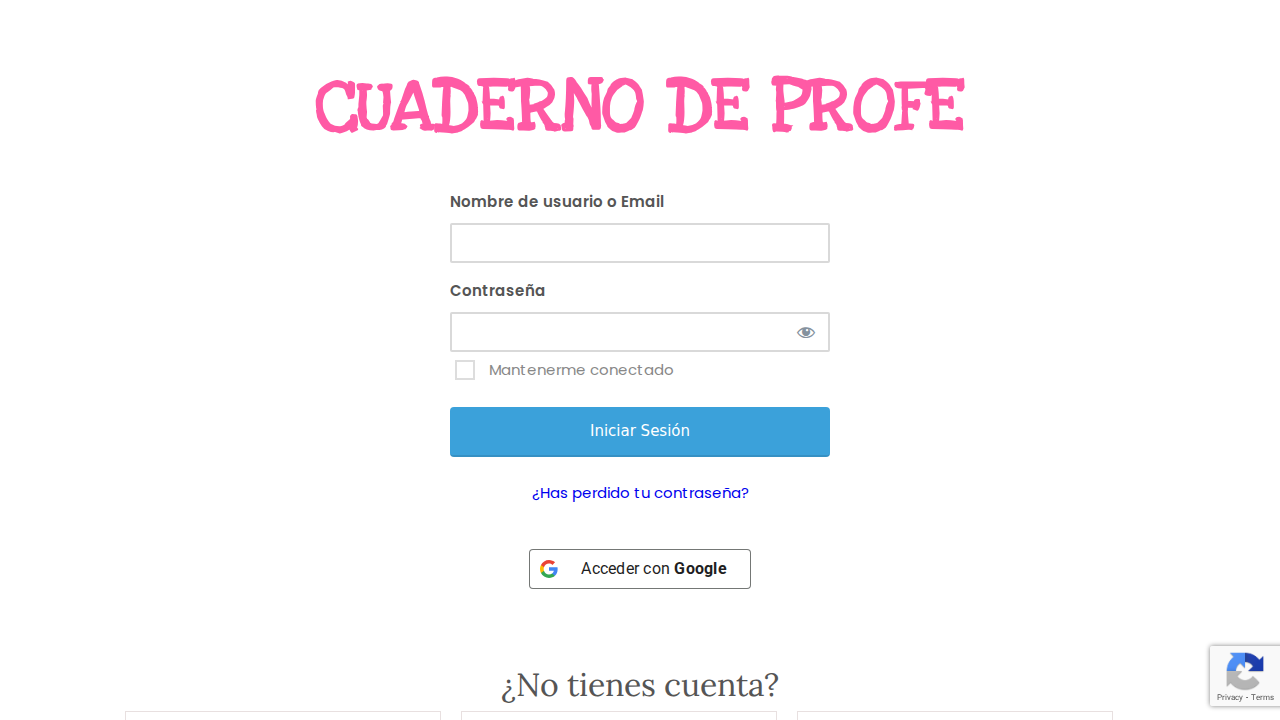 CUADERNO DE PROFE
Nombre de usuario o Email
Contraseña
Mantenerme conectado
Iniciar Sesión
¿Has perdido tu contraseña?
Acceder con Google
¿No tienes cuenta?
Privacy - Terms